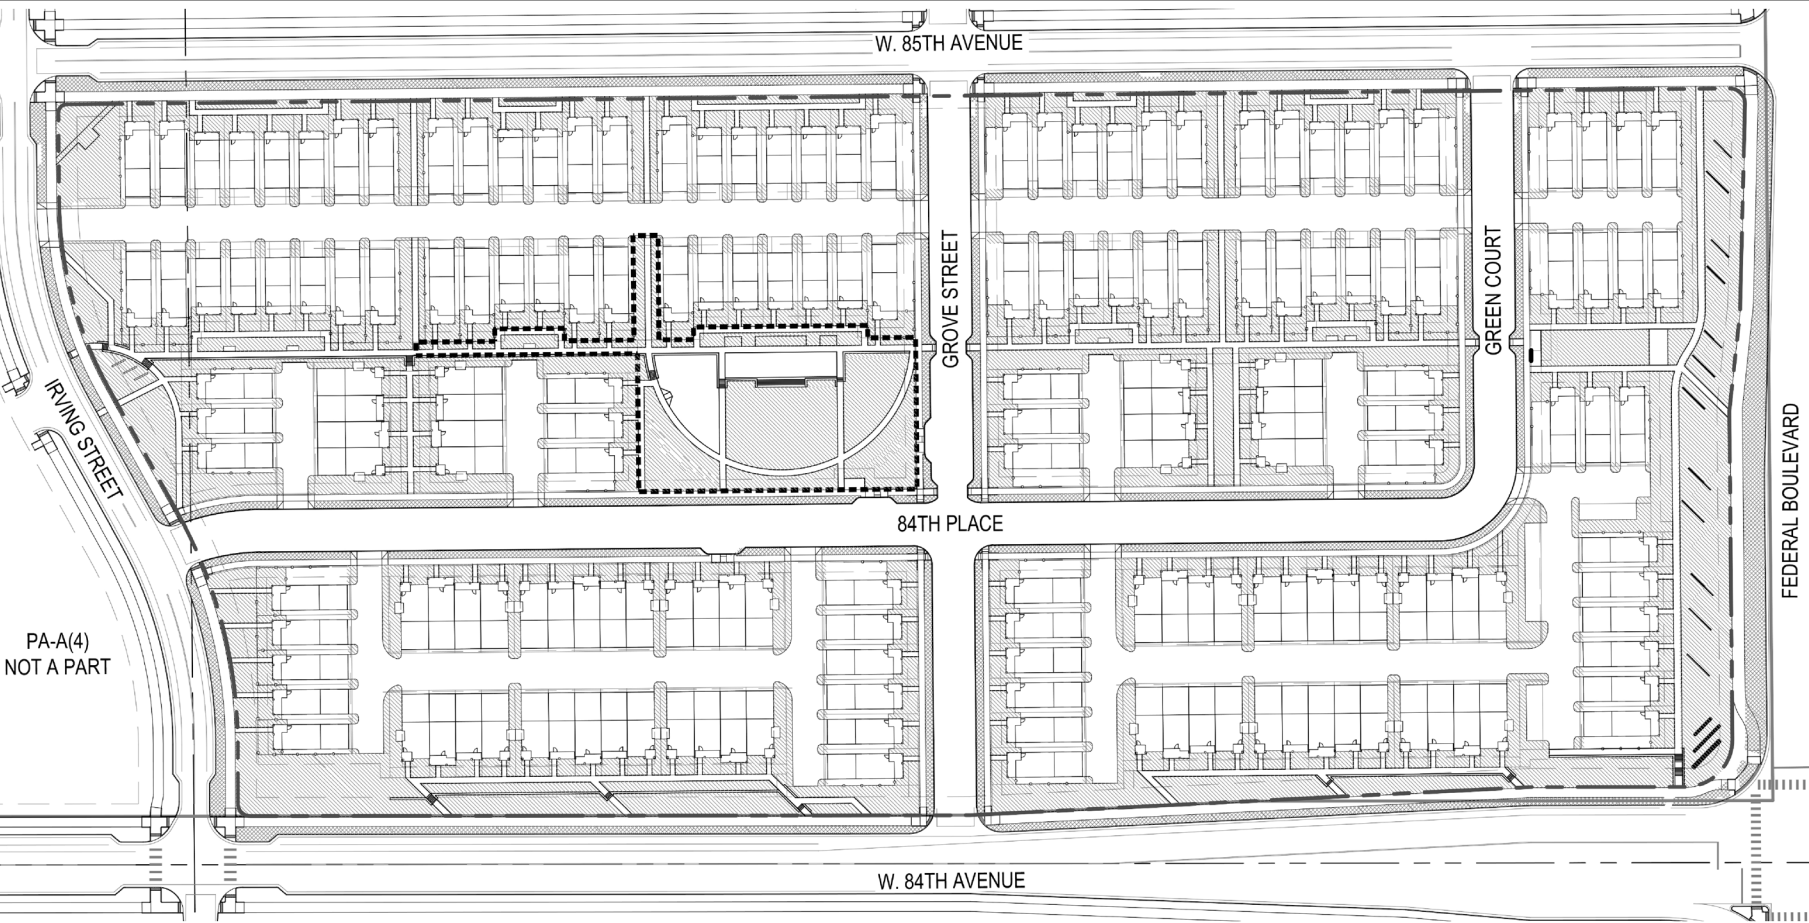 W. 85TH AVENUE
GROVE STREET
GREEN COURT
IRVING STREET
FEDERAL BOULEVARD
84TH PLACE
PA-A(4)
NOT A PART
W. 84TH AVENUE